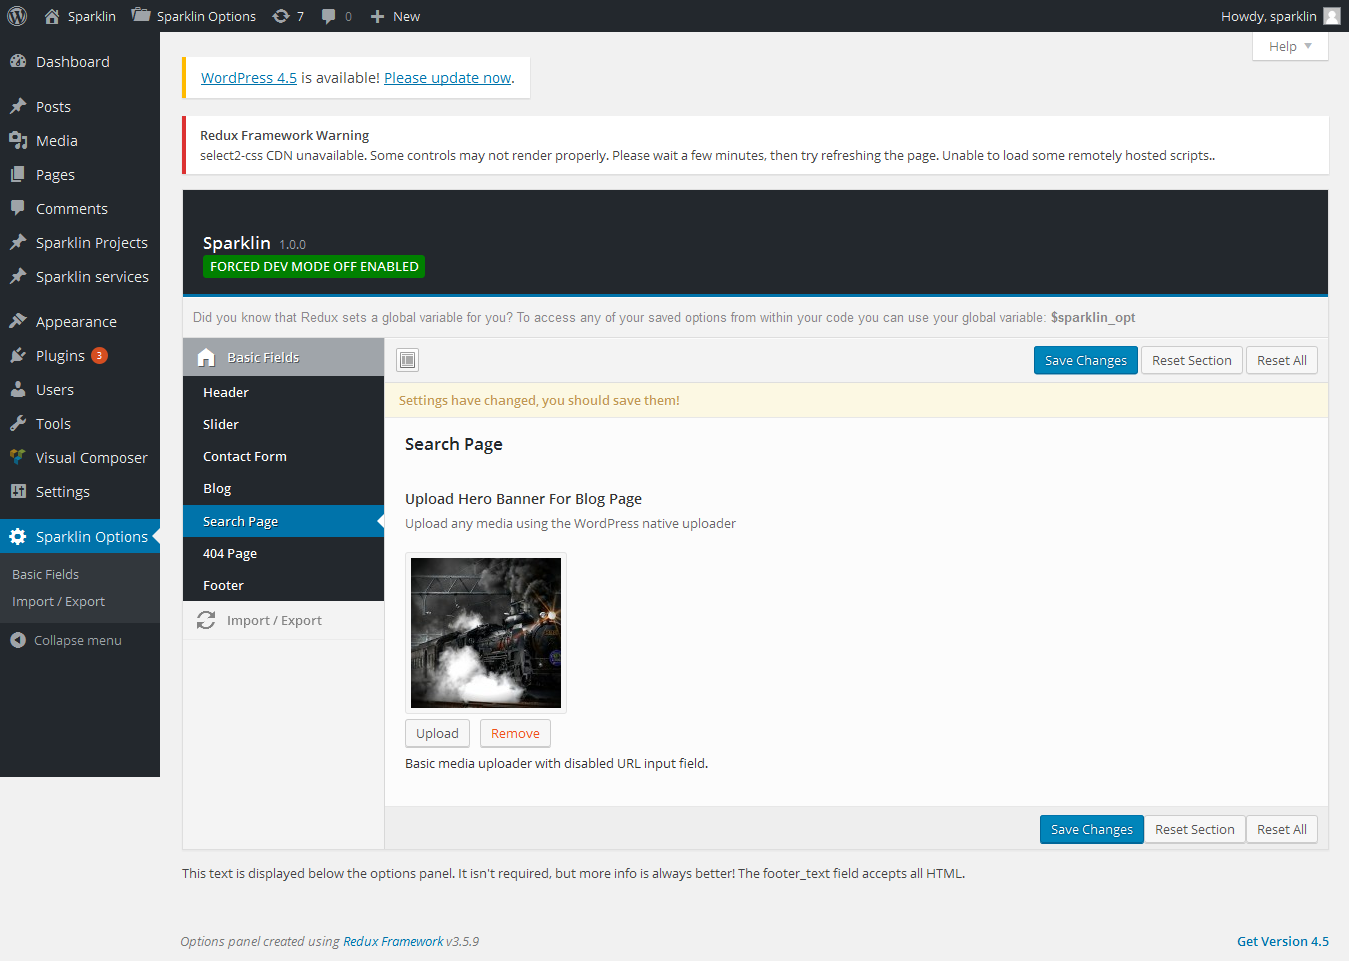 Sparklin
Sparklin Options
7
0
New
Howdy, sparklin
Help
Dashboard
Posts
Media
Pages
Comments
Sparklin Projects
Sparklin services
Appearance
Plugins 3
Users
Tools
Visual Composer
Settings
Sparklin Options
Basic Fields
Import / Export
Collapse menu
WordPress 4.5 is available! Please update now.
Redux Framework Warning
select2-css CDN unavailable. Some controls may not render properly. Please wait a few minutes, then try refreshing the page. Unable to load some remotely hosted scripts..
Sparklin 1.0.0
FORCED DEV MODE OFF ENABLED
Did you know that Redux sets a global variable for you? To access any of your saved options from within your code you can use your global variable: $sparklin_opt
Basic Fields
Header
Slider
Contact Form
Blog
Search Page
404 Page
Footer
Import / Export
Save Changes
Reset Section
Reset All
Settings have changed, you should save them!
Search Page
Upload Hero Banner For Blog Page
Upload any media using the WordPress native uploader
Upload
Remove
Basic media uploader with disabled URL input field.
Save Changes
Reset Section
Reset All
This text is displayed below the options panel. It isn't required, but more info is always better! The footer_text field accepts all HTML.
Options panel created using Redux Framework v3.5.9
Get Version 4.5